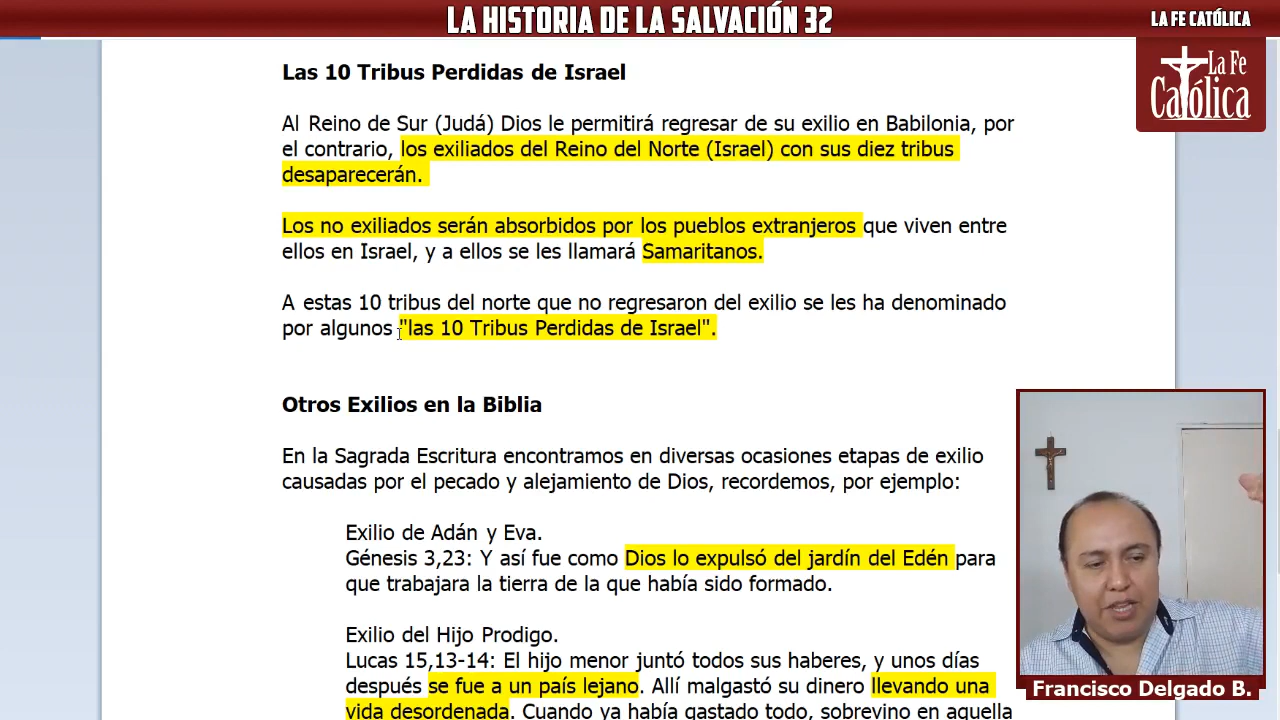 LA HISTORIA DE LA SALVACIÓN 32
LA FE CATÓLICA
La Fe
Católica
Las 10 Tribus Perdidas de Israel
Al Reino de Sur (Judá) Dios le permitirá regresar de su exilio en Babilonia, por
el contrario, los exiliados del Reino del Norte (Israel) con sus diez tribus
desaparecerán.
Los no exiliados serán absorbidos por los pueblos extranjeros que viven entre
ellos en Israel, y a ellos se les llamará Samaritanos.
A estas 10 tribus del norte que no regresaron del exilio se les ha denominado
por algunos "las 10 Tribus Perdidas de Israel".
Otros Exilios en la Biblia
En la Sagrada Escritura encontramos en diversas ocasiones etapas de exilio
causadas por el pecado y alejamiento de Dios, recordemos, por ejemplo:
Exilio de Adán y Eva.
Génesis 3,23: Y así fue como Dios lo expulsó del jardín del Edén para
que trabajara la tierra de la que había sido formado.
Exilio del Hijo Prodigo.
Lucas 15,13-14: El hijo menor juntó todos sus haberes, y unos días
después se fue a un país lejano. Allí malgastó su dinero llevando una
vida desordenada. Cuando ya había gastado todo, sobrevino en aquella
Francisco Delgado B.